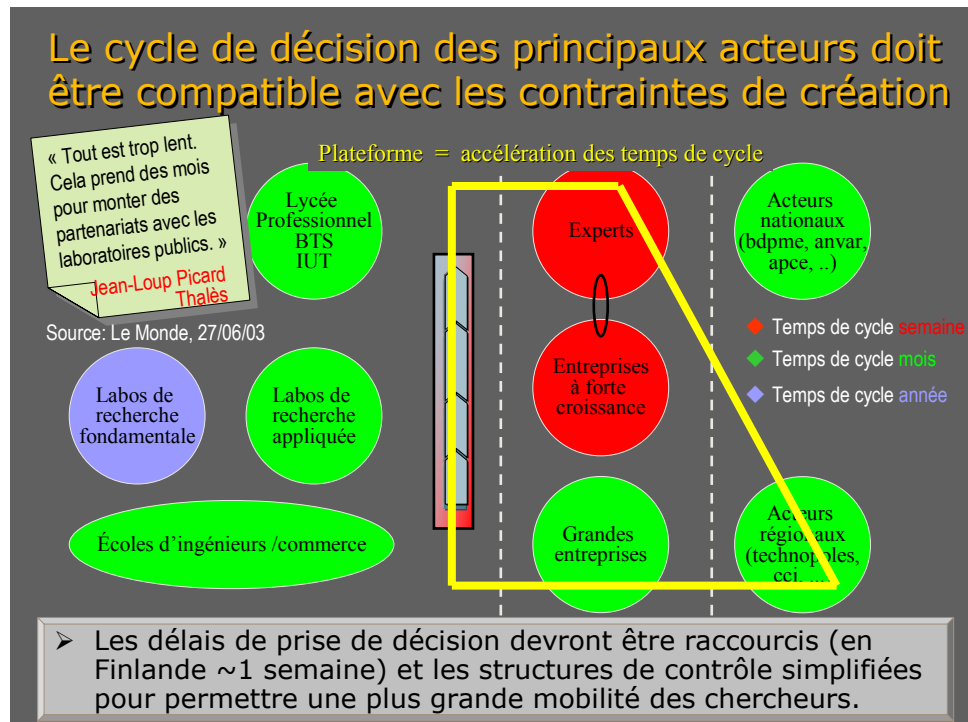 Le cycle de décision des principaux acteurs doit
être compatible avec les contraintes de création
« Tout est trop lent.
Cela prend des mois
pour monter des
partenariats avec les
laboratoires publics. »
Jean-Loup Picard
Thalès
Source: Le Monde, 27/06/03
Plateforme = accélération des temps de cycle
Lycée
Professionnel
BTS
IUT
Experts
Acteurs
nationaux
(bdpme, anvar,
apce, ..)
Labos de
recherche
fondamentale
Labos de
recherche
appliquée
Entreprises
à forte
croissance
Temps de cycle semaine
Temps de cycle mois
Temps de cycle année
Écoles d'ingénieurs /commerce
Grandes
entreprises
Acteurs
régionaux
(technopoles,
cci, ...
Les délais de prise de décision devront être raccourcis (en
Finlande ~1 semaine) et les structures de contrôle simplifiées
pour permettre une plus grande mobilité des chercheurs.